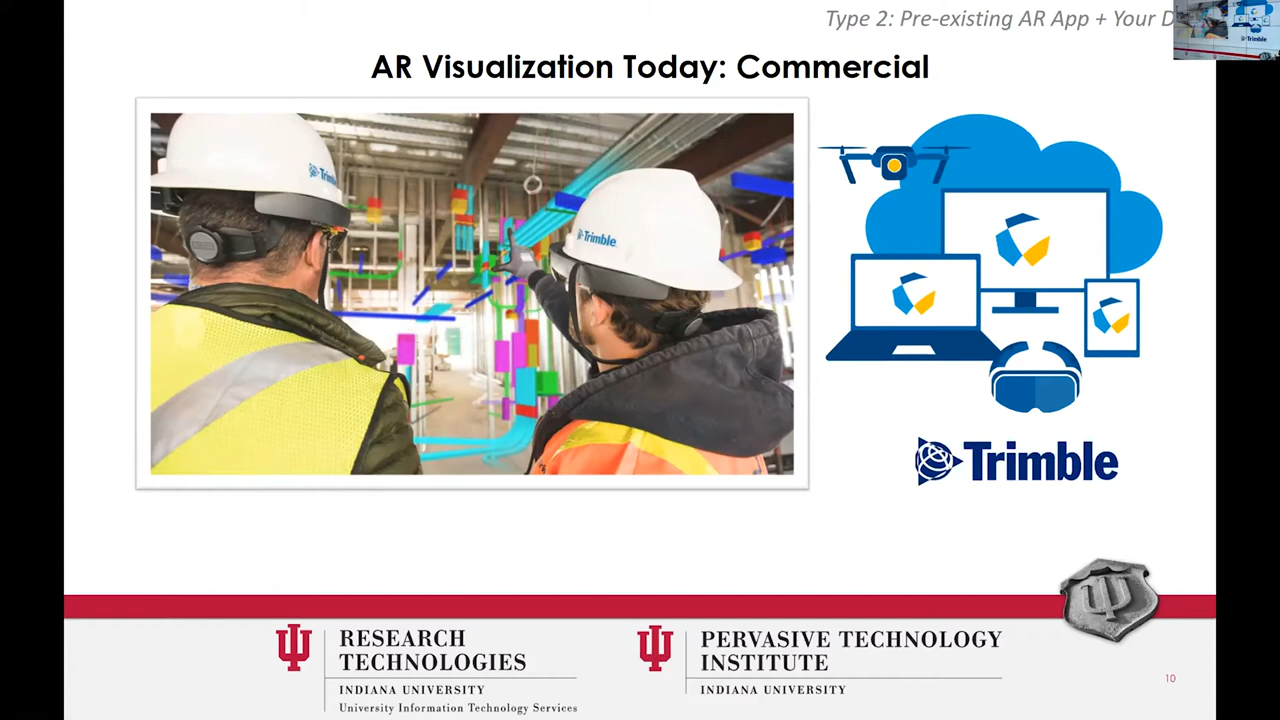 Type 2: Pre-existing AR App + Your
AR Visualization Today: Commercial
Trimble
Trimble
Trimble
RESEARCH
TECHNOLOGIES
INDIANA UNIVERSITY
University Information Technology Services
PERVASIVE TECHNOLOGY
INSTITUTE
INDIANA UNIVERSITY
10